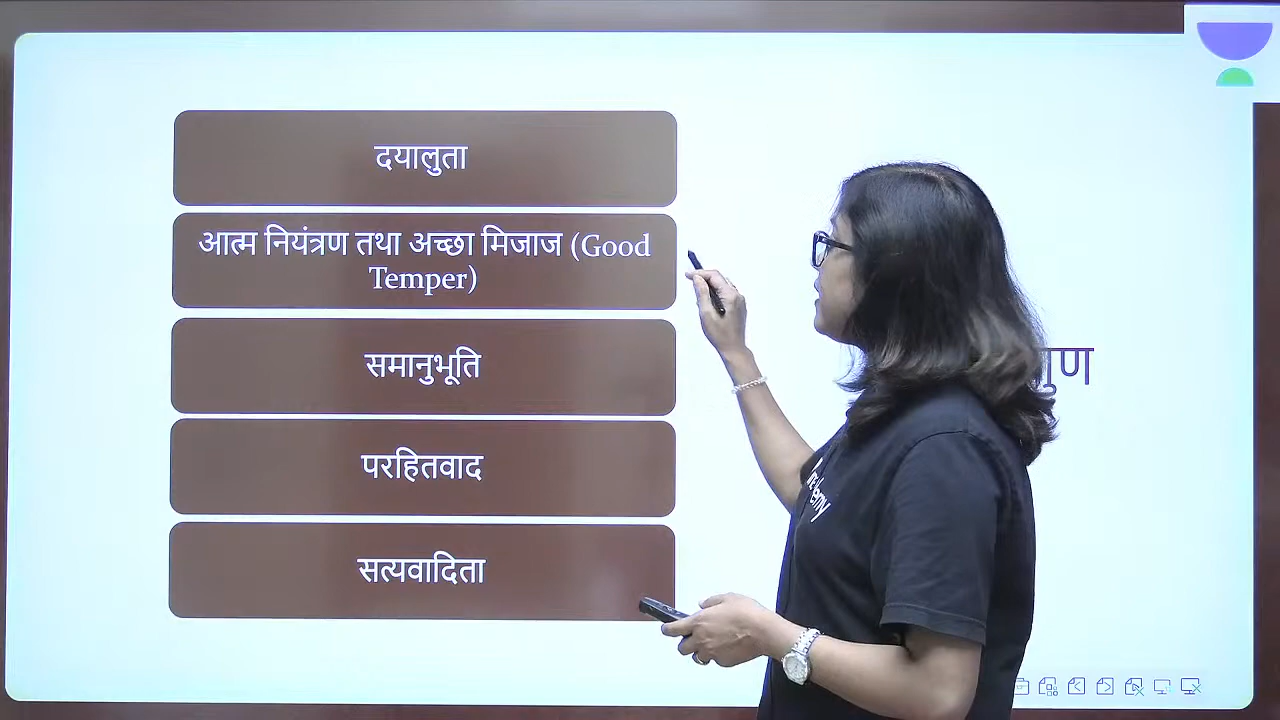 दयालुता
आत्म नियंत्रण तथा अच्छा मिजाज (Good
Temper)
समानुभूति
परहितवाद
सत्यवादिता